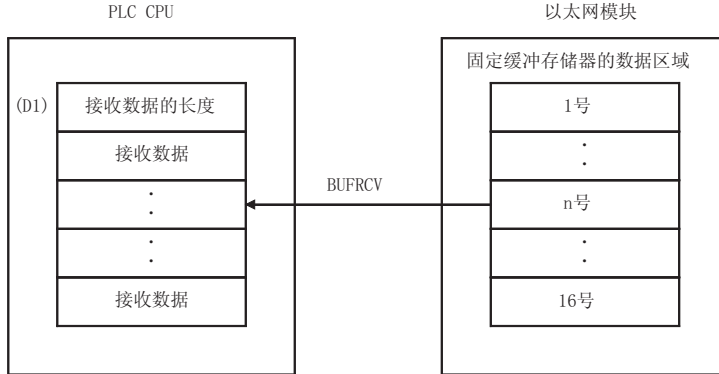 PLC CPU
以太网模块
固定缓冲存储器的数据区域
(D1)
接收数据的长度
接收数据
:
:
接收数据
BUFRCV
1号
:
n号
:
16号